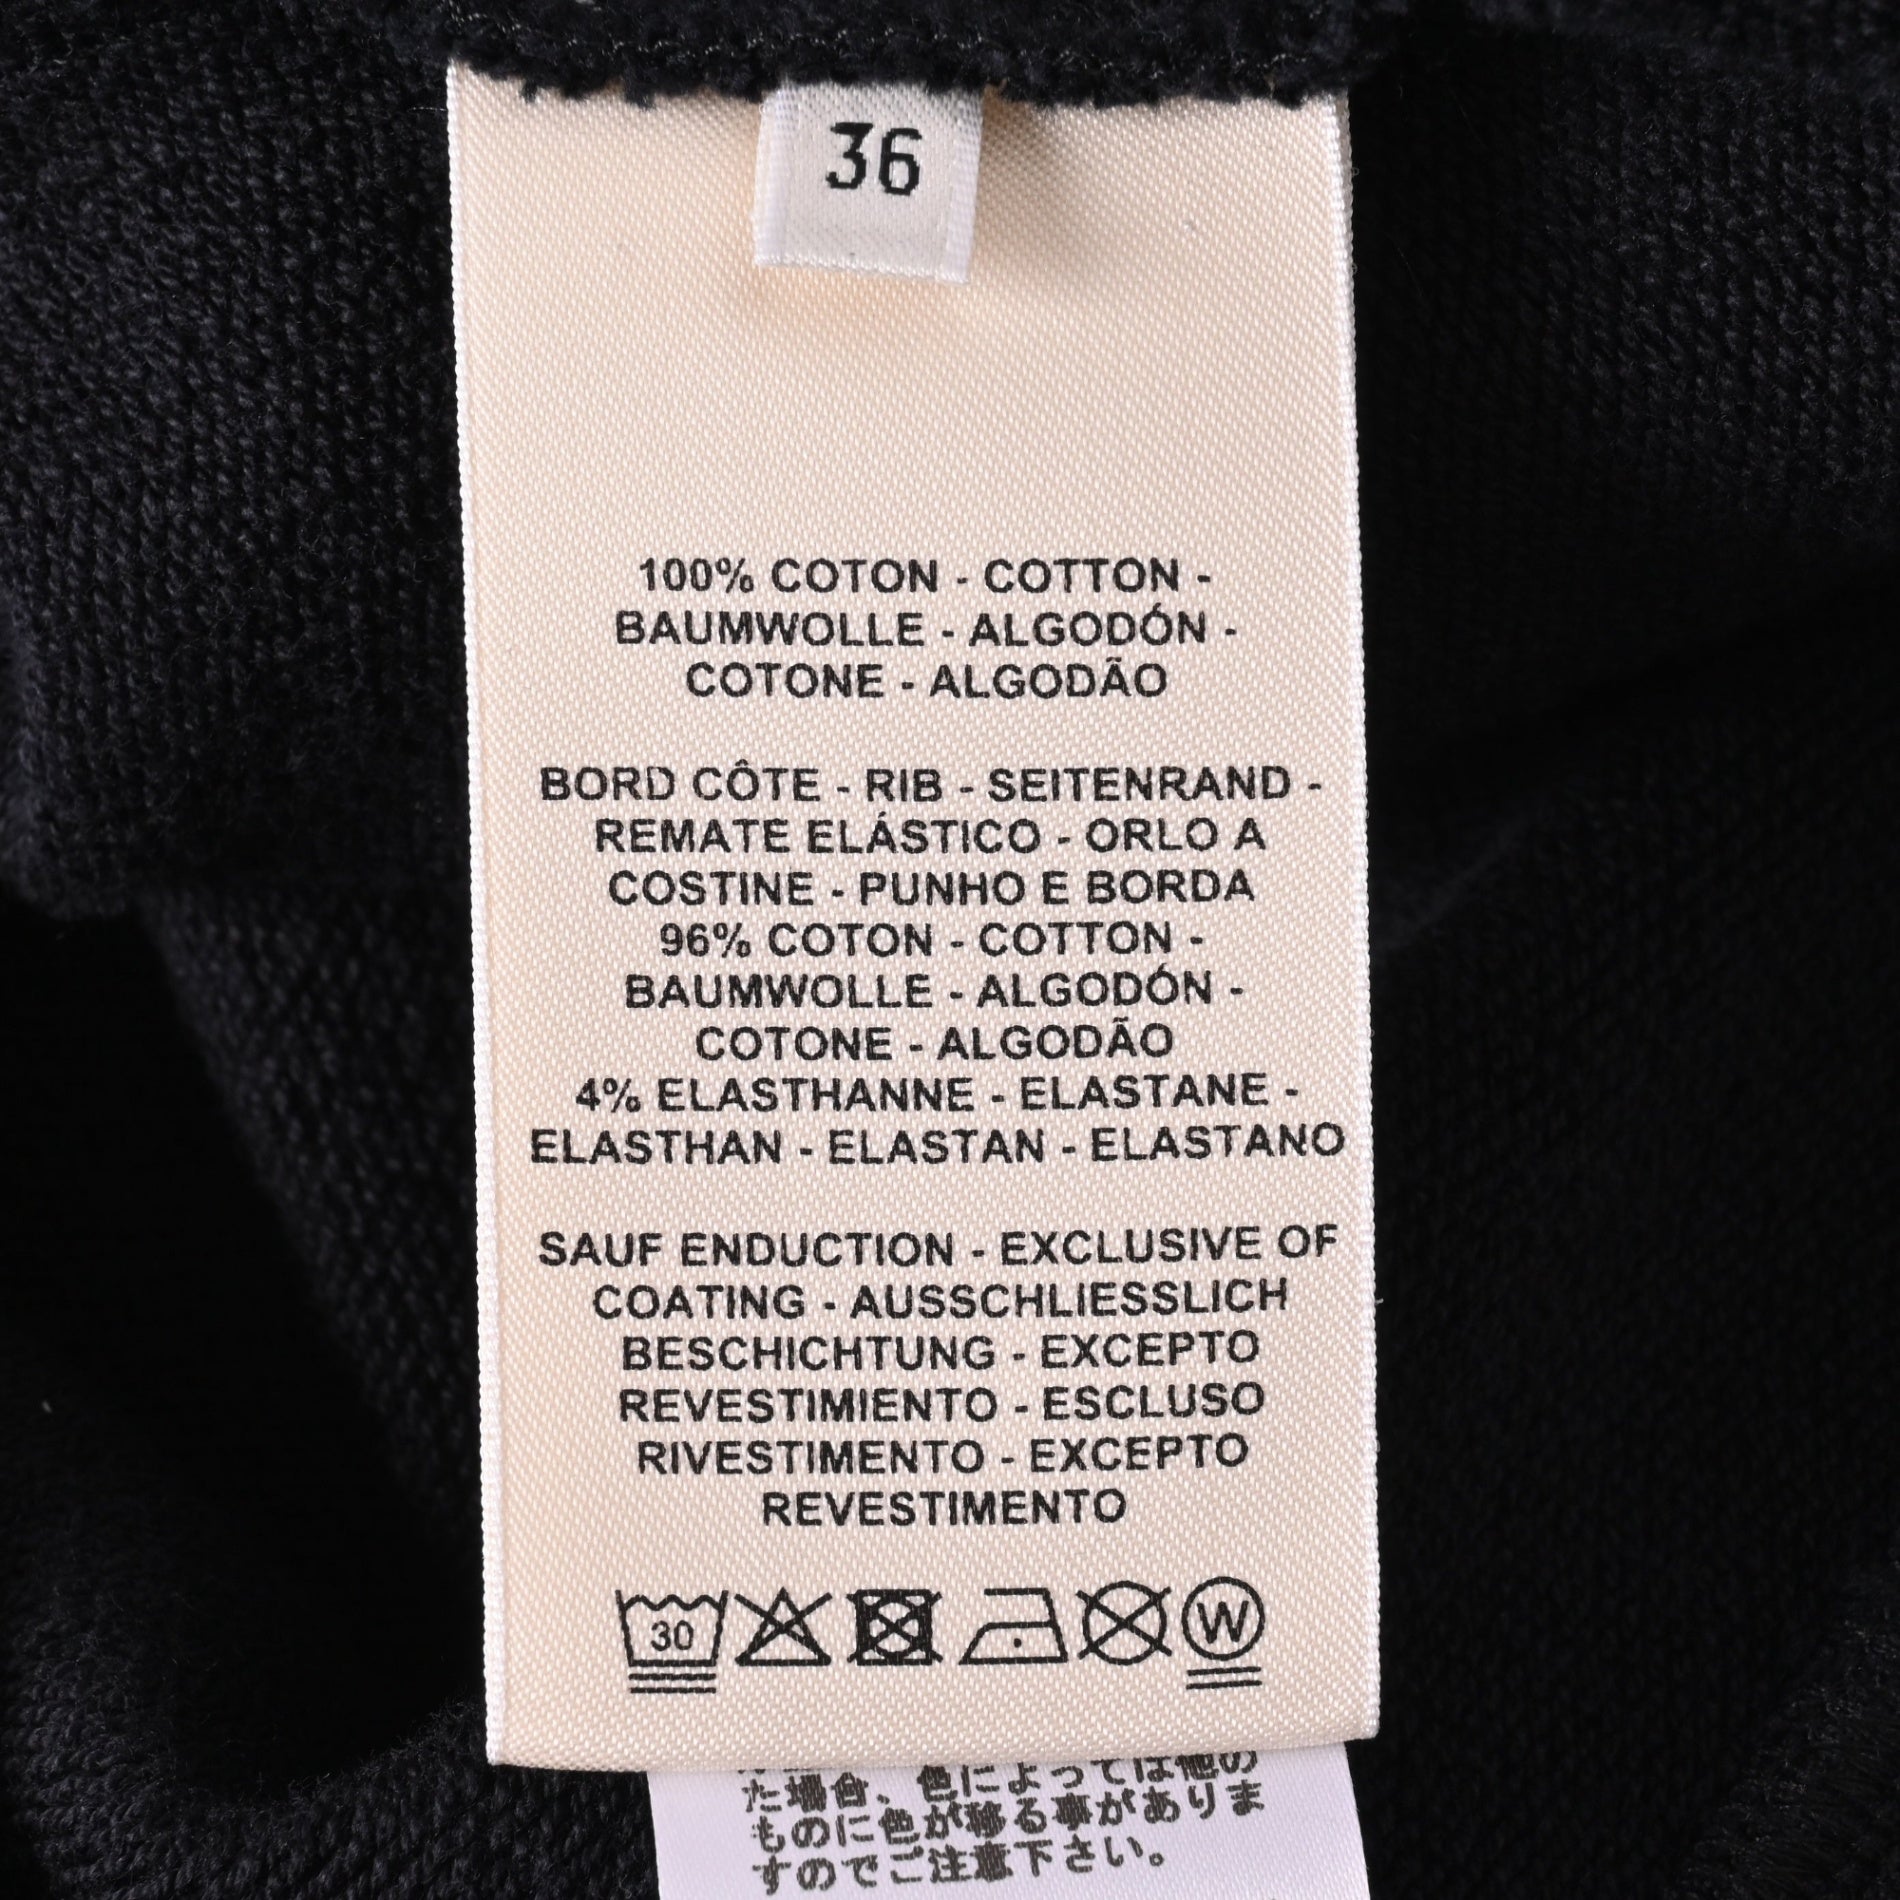 36
100% COTON - COTTON -
BAUMWOLLE - ALGODÓN -
COTONE - ALGODÃO
BORD CÔTE - RIB - SEITENRAND -
REMATE ELÁSTICO - ORLO A
COSTINE - PUNHO E BORDA
96% COTON - COTTON -
BAUMWOLLE - ALGODÓN -
COTONE - ALGODÃO
4% ELASTHANNE - ELASTANE -
ELASTHAN - ELASTAN - ELASTANO
SAUF ENDUCTION - EXCLUSIVE OF
COATING - AUSSCHLIESSLICH
BESCHICHTUNG - EXCEPTO
REVESTIMIENTO - ESCLUSO
RIVESTIMENTO - EXCEPTO
REVESTIMENTO
30 W
た場合、色によっては他の
ものに色が移る事がありま
すのでご注意下さい。